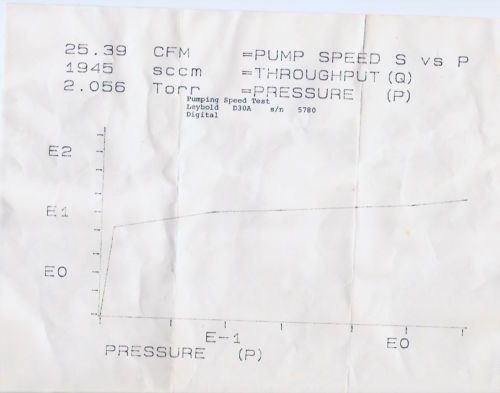 25.39 CFM =PUMP SPEED S vs P
1945 sccm =THROUGHPUT (Q)
2.056 Torr =PRESSURE (P)
Pumping Speed Test
Leybold D30A s/n 5780
Digital
E2
E1
E0
E-1
E0
PRESSURE (P)